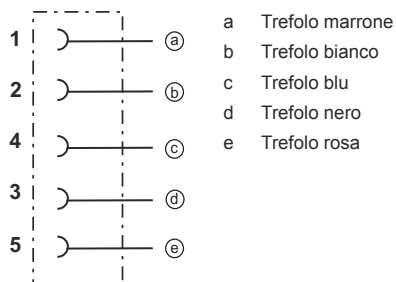 1 a a Trefolo marrone
2 b b Trefolo bianco
4 c c Trefolo blu
3 d d Trefolo nero
5 e e Trefolo rosa